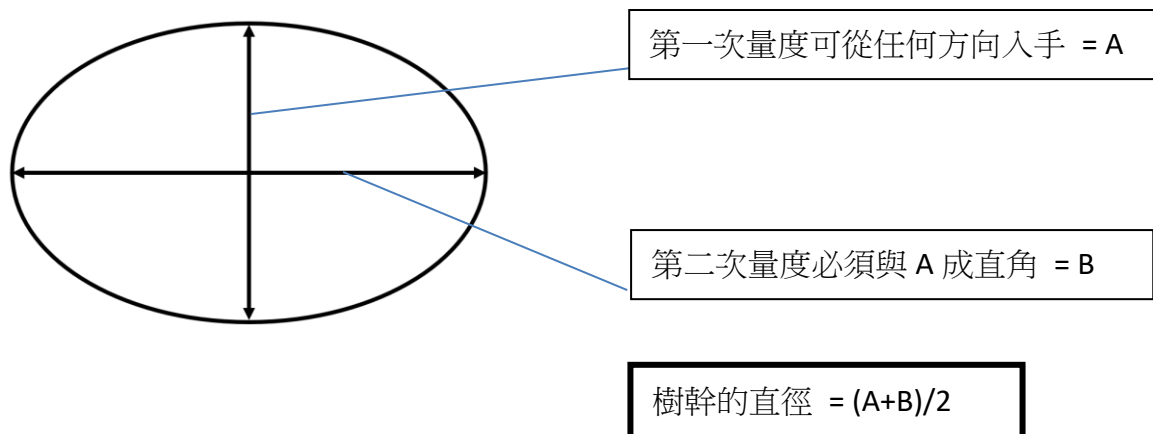 第一次量度可從任何方向入手 = A
第二次量度必須與 A 成直角 = B
樹幹的直徑 = (A+B)/2